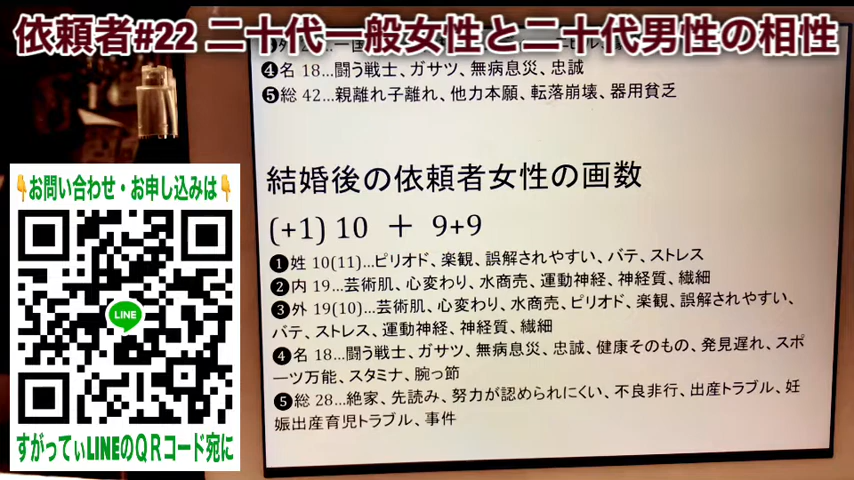 依頼者#22 二十代一般女性と二十代男性の相性
❹名 18…闘う戦士、ガサツ、無病息災、忠誠
❺総 42…親離れ子離れ、他力本願、転落崩壊、器用貧乏
結婚後の依頼者女性の画数
(+1) 10 ＋ 9+9
❶姓 10(11)…ピリオド、楽観、誤解されやすい、バテ、ストレス
❷内 19…芸術肌、心変わり、水商売、運動神経、神経質、繊細
❸外 19(10)…芸術肌、心変わり、水商売、ピリオド、楽観、誤解されやすい、
バテ、ストレス、運動神経、神経質、繊細
❹名 18…闘う戦士、ガサツ、無病息災、忠誠、健康そのもの、発見遅れ、スポ
ーツ万能、スタミナ、腕っ節
❺総 28…絶家、先読み、努力が認められにくい、不良非行、出産トラブル、妊
娠出産育児トラブル、事件
👇お問い合わせ・お申し込みは👇
LINE
すがってぃLINEのQRコード宛に